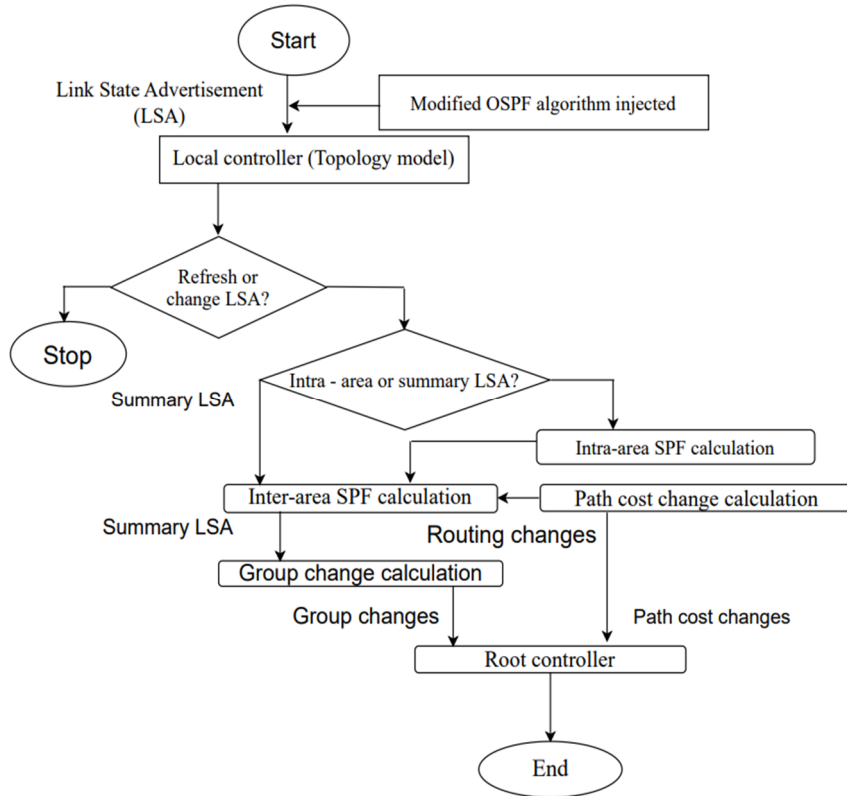 Start
Link State Advertisement
(LSA)
Modified OSPF algorithm injected
Local controller (Topology model)
Refresh or
change LSA?
Stop
Intra - area or summary LSA?
Summary LSA
Intra-area SPF calculation
Inter-area SPF calculation
Path cost change calculation
Summary LSA
Routing changes
Group change calculation
Group changes
Path cost changes
Root controller
End